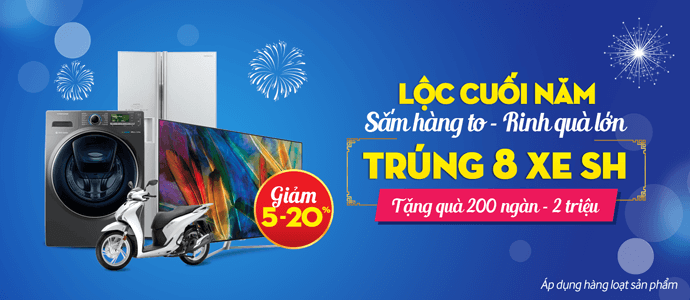 LỘC CUỐI NĂM
Sắm hàng to - Rinh quà lớn
TRÚNG 8 XE SH
Tặng quà 200 ngàn - 2 triệu
Giảm
5-20%
Áp dụng hàng loạt sản phẩm